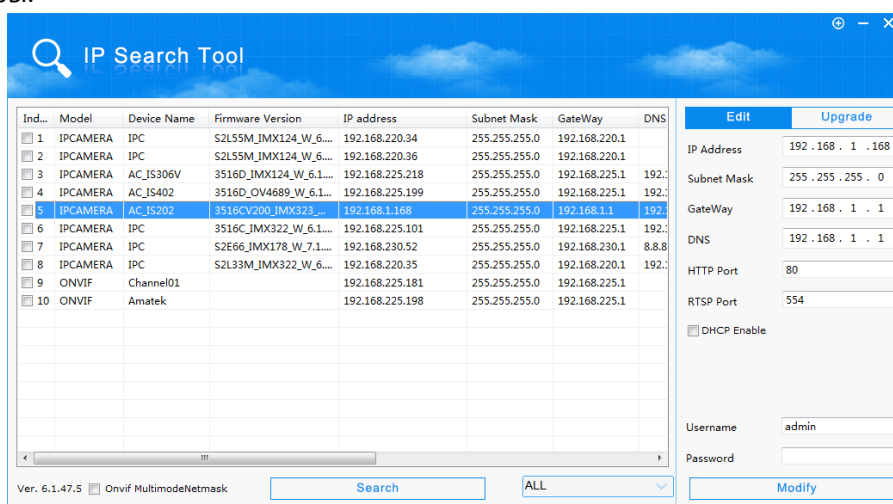 IP Search Tool
Ind... Model Device Name Firmware Version IP address Subnet Mask GateWay DNS
1 IPCAMERA IPC S2L55M_IMX124_W_6.... 192.168.220.34 255.255.255.0 192.168.220.1
2 IPCAMERA IPC S2L55M_IMX124_W_6.... 192.168.220.36 255.255.255.0 192.168.220.1
3 IPCAMERA AC_IS306V 3516D_IMX124_W_6.1.... 192.168.225.218 255.255.255.0 192.168.225.1 192.:
4 IPCAMERA AC_IS402 3516D_OV4689_W_6.1... 192.168.225.199 255.255.255.0 192.168.225.1 192.:
5 IPCAMERA AC_IS202 3516CV200_IMX323_... 192.168.1.168 255.255.255.0 192.168.1.1 192.:
6 IPCAMERA IPC 3516C_IMX322_W_6.1.... 192.168.225.101 255.255.255.0 192.168.225.1 192.:
7 IPCAMERA IPC S2E66_IMX178_W_7.1.... 192.168.230.52 255.255.255.0 192.168.230.1 8.8.8
8 IPCAMERA IPC S2L33M_IMX322_W_6.... 192.168.220.35 255.255.255.0 192.168.220.1 192.:
9 ONVIF Channel01 192.168.225.181 255.255.255.0 192.168.225.1
10 ONVIF Amatek 192.168.225.198 255.255.255.0 192.168.225.1
Ver. 6.1.47.5 Onvif MultimodeNetmask Search ALL
Edit Upgrade
IP Address 192 . 168 . 1 . 168
Subnet Mask 255 . 255 . 255 . 0
GateWay 192 . 168 . 1 . 1
DNS 192 . 168 . 1 . 1
HTTP Port 80
RTSP Port 554
DHCP Enable
Username admin
Password
Modify